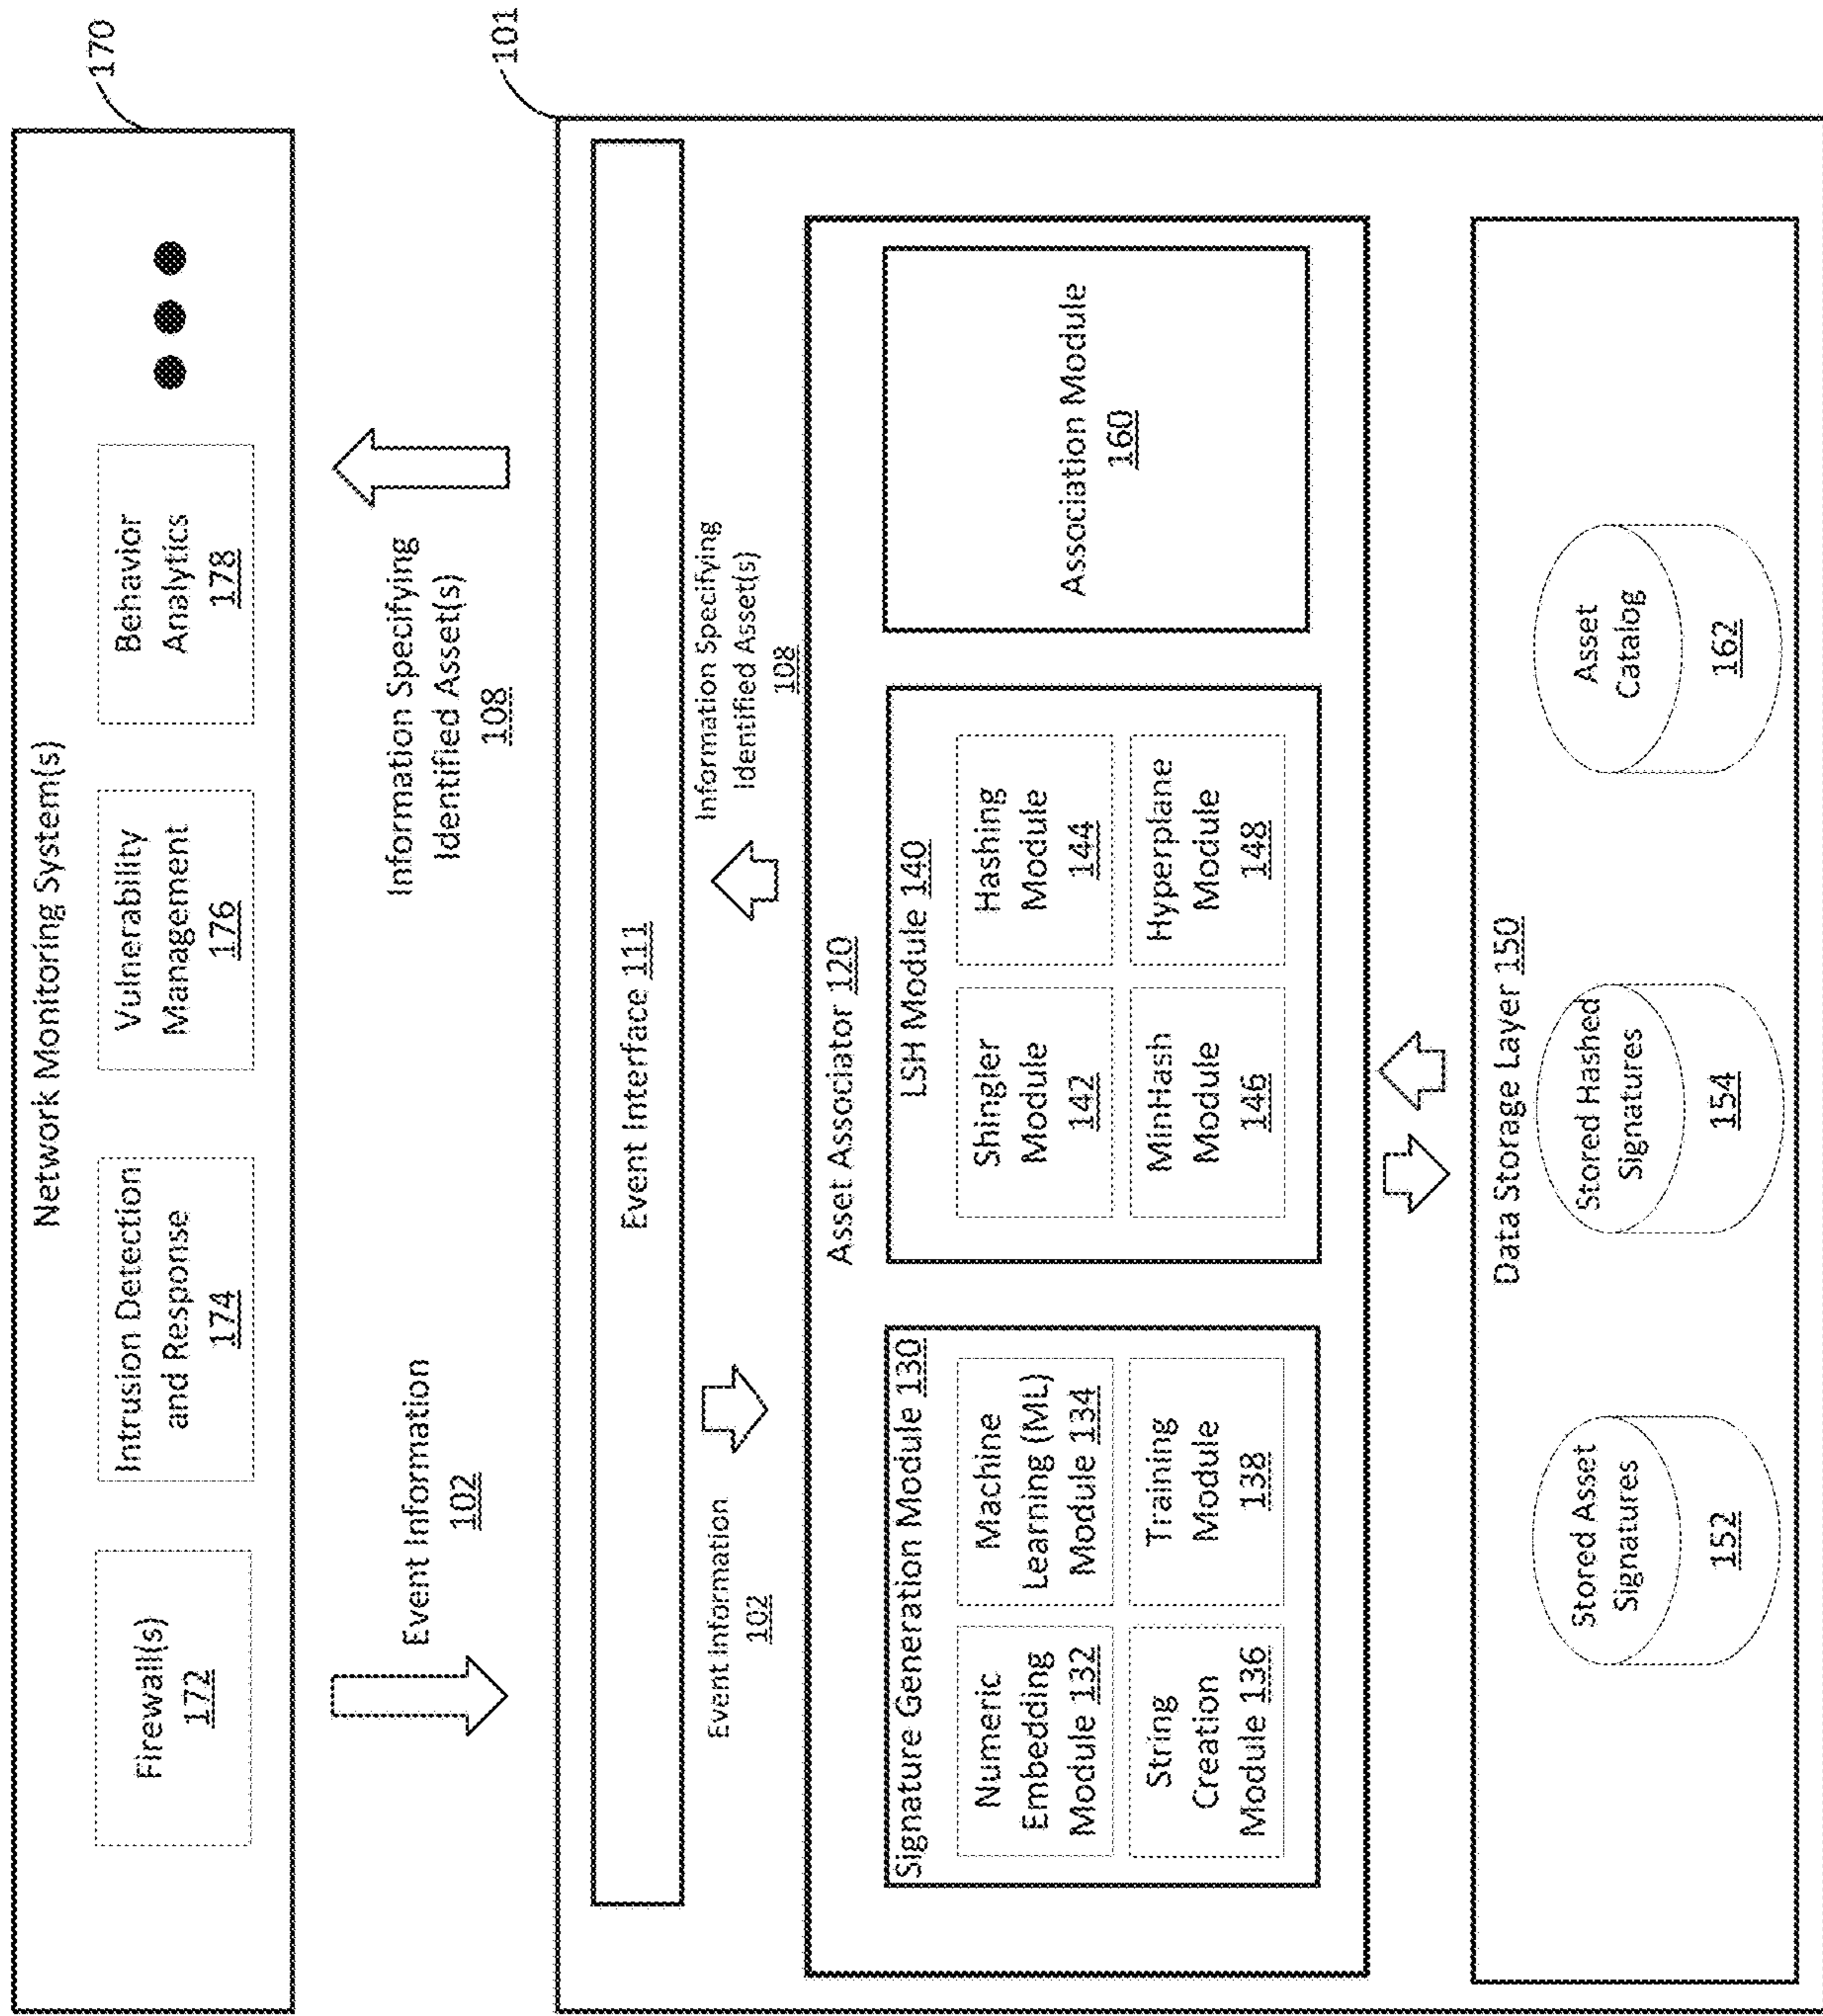 170
Network Monitoring System(s)
Firewall(s)
172
Intrusion Detection
and Response
174
Vulnerability
Management
176
Behavior
Analytics
178
Event Information
102
Information Specifying
Identified Asset(s)
108
101
Event Interface 111
Event Information
102
Information Specifying
Identified Asset(s)
108
Asset Associator 120
Signature Generation Module 130
Numeric
Embedding
Module 132
Machine
Learning (ML)
Module 134
String
Creation
Module 136
Training
Module
138
LSH Module 140
Shingler
Module
142
Hashing
Module
144
MinHash
Module
146
Hyperplane
Module
148
Association Module
160
Data Storage Layer 150
Stored Asset
Signatures
152
Stored Hashed
Signatures
154
Asset
Catalog
162